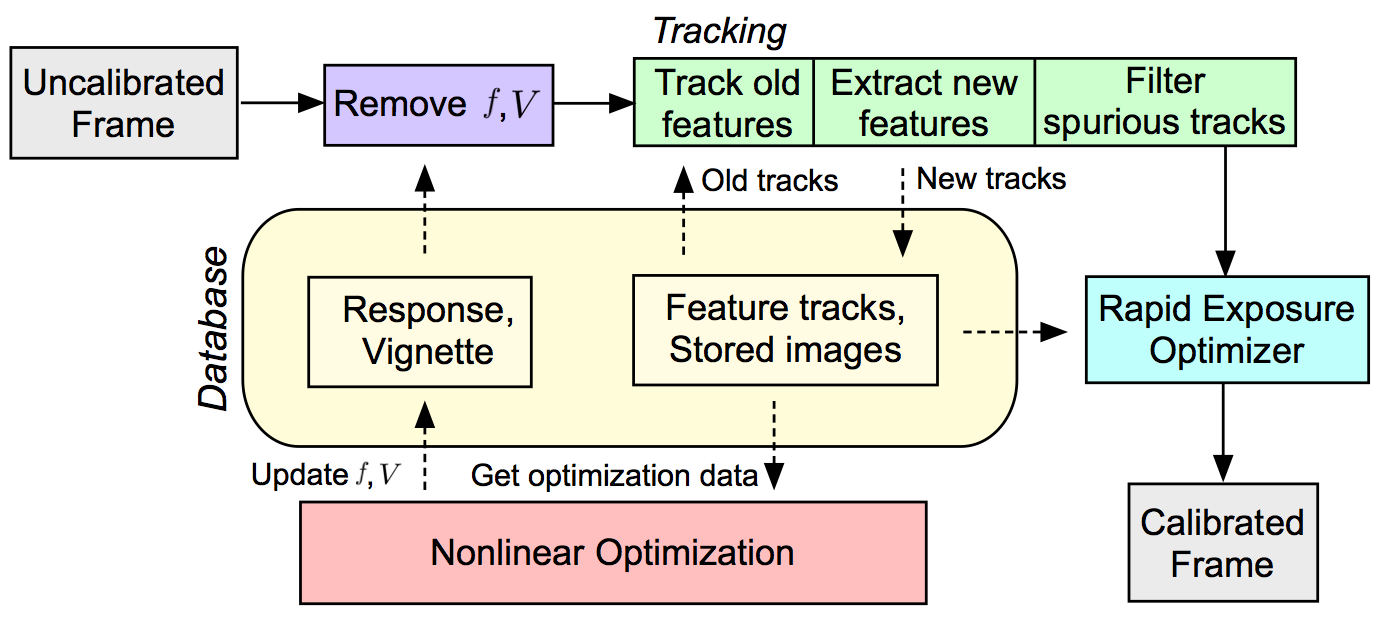 Tracking
Uncalibrated
Frame
Remove f,V
Track old
features
Extract new
features
Filter
spurious tracks
Old tracks
New tracks
Database
Response,
Vignette
Feature tracks,
Stored images
Rapid Exposure
Optimizer
Update f,V
Get optimization data
Nonlinear Optimization
Calibrated
Frame